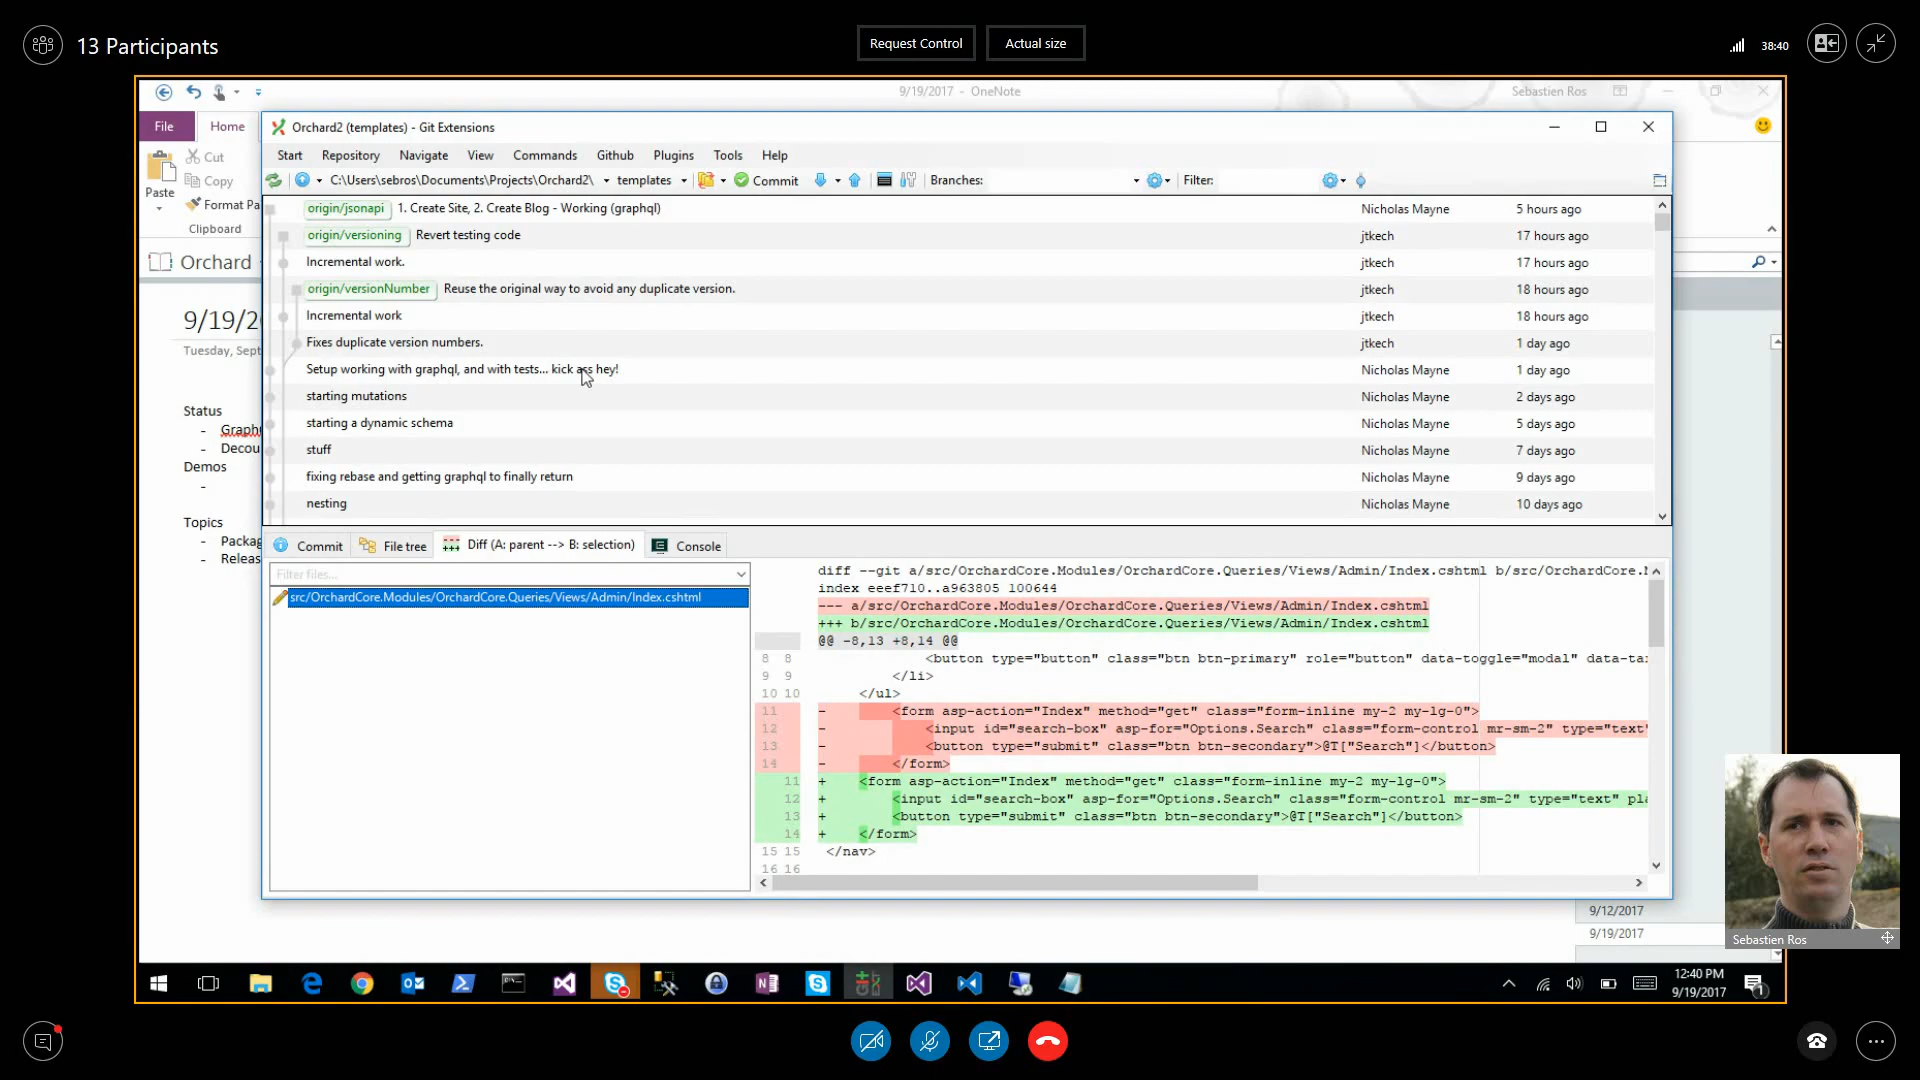 13 Participants
Request Control
Actual size
38:40
9/19/2017 - OneNote
Sebastien Ros
File
Home
Cut
Copy
Paste
Format Pa
Clipboard
Orchard
9/19/2
Tuesday, Sept
Status
- Graph
- Decou
Demos
-
Topics
- Packag
- Releas
Orchard2 (templates) - Git Extensions
Start Repository Navigate View Commands Github Plugins Tools Help
C:\Users\sebros\Documents\Projects\Orchard2\ templates Commit Branches: Filter:
origin/jsonapi 1. Create Site, 2. Create Blog - Working (graphql) Nicholas Mayne 5 hours ago
origin/versioning Revert testing code jtkech 17 hours ago
Incremental work. jtkech 17 hours ago
origin/versionNumber Reuse the original way to avoid any duplicate version. jtkech 18 hours ago
Incremental work jtkech 18 hours ago
Fixes duplicate version numbers. jtkech 1 day ago
Setup working with graphql, and with tests... kick ass hey! Nicholas Mayne 1 day ago
starting mutations Nicholas Mayne 2 days ago
starting a dynamic schema Nicholas Mayne 5 days ago
stuff Nicholas Mayne 7 days ago
fixing rebase and getting graphql to finally return Nicholas Mayne 9 days ago
nesting Nicholas Mayne 10 days ago
Commit File tree Diff (A: parent --> B: selection) Console
Filter files...
src/OrchardCore.Modules/OrchardCore.Queries/Views/Admin/Index.cshtml
diff --git a/src/OrchardCore.Modules/OrchardCore.Queries/Views/Admin/Index.cshtml b/src/OrchardCore.M
index eeef710..a963805 100644
--- a/src/OrchardCore.Modules/OrchardCore.Queries/Views/Admin/Index.cshtml
+++ b/src/OrchardCore.Modules/OrchardCore.Queries/Views/Admin/Index.cshtml
@@ -8,13 +8,14 @@
8 8 <button type="button" class="btn btn-primary" role="button" data-toggle="modal" data-tar
9 9 </li>
10 10 </ul>
11 - <form asp-action="Index" method="get" class="form-inline my-2 my-lg-0">
12 - <input id="search-box" asp-for="Options.Search" class="form-control mr-sm-2" type="text"
13 - <button type="submit" class="btn btn-secondary">@T["Search"]</button>
14 - </form>
11 + <form asp-action="Index" method="get" class="form-inline my-2 my-lg-0">
12 + <input id="search-box" asp-for="Options.Search" class="form-control mr-sm-2" type="text" pla
13 + <button type="submit" class="btn btn-secondary">@T["Search"]</button>
14 + </form>
15 15 </nav>
16 16
9/12/2017
9/19/2017
Sebastien Ros
12:40 PM
9/19/2017
1